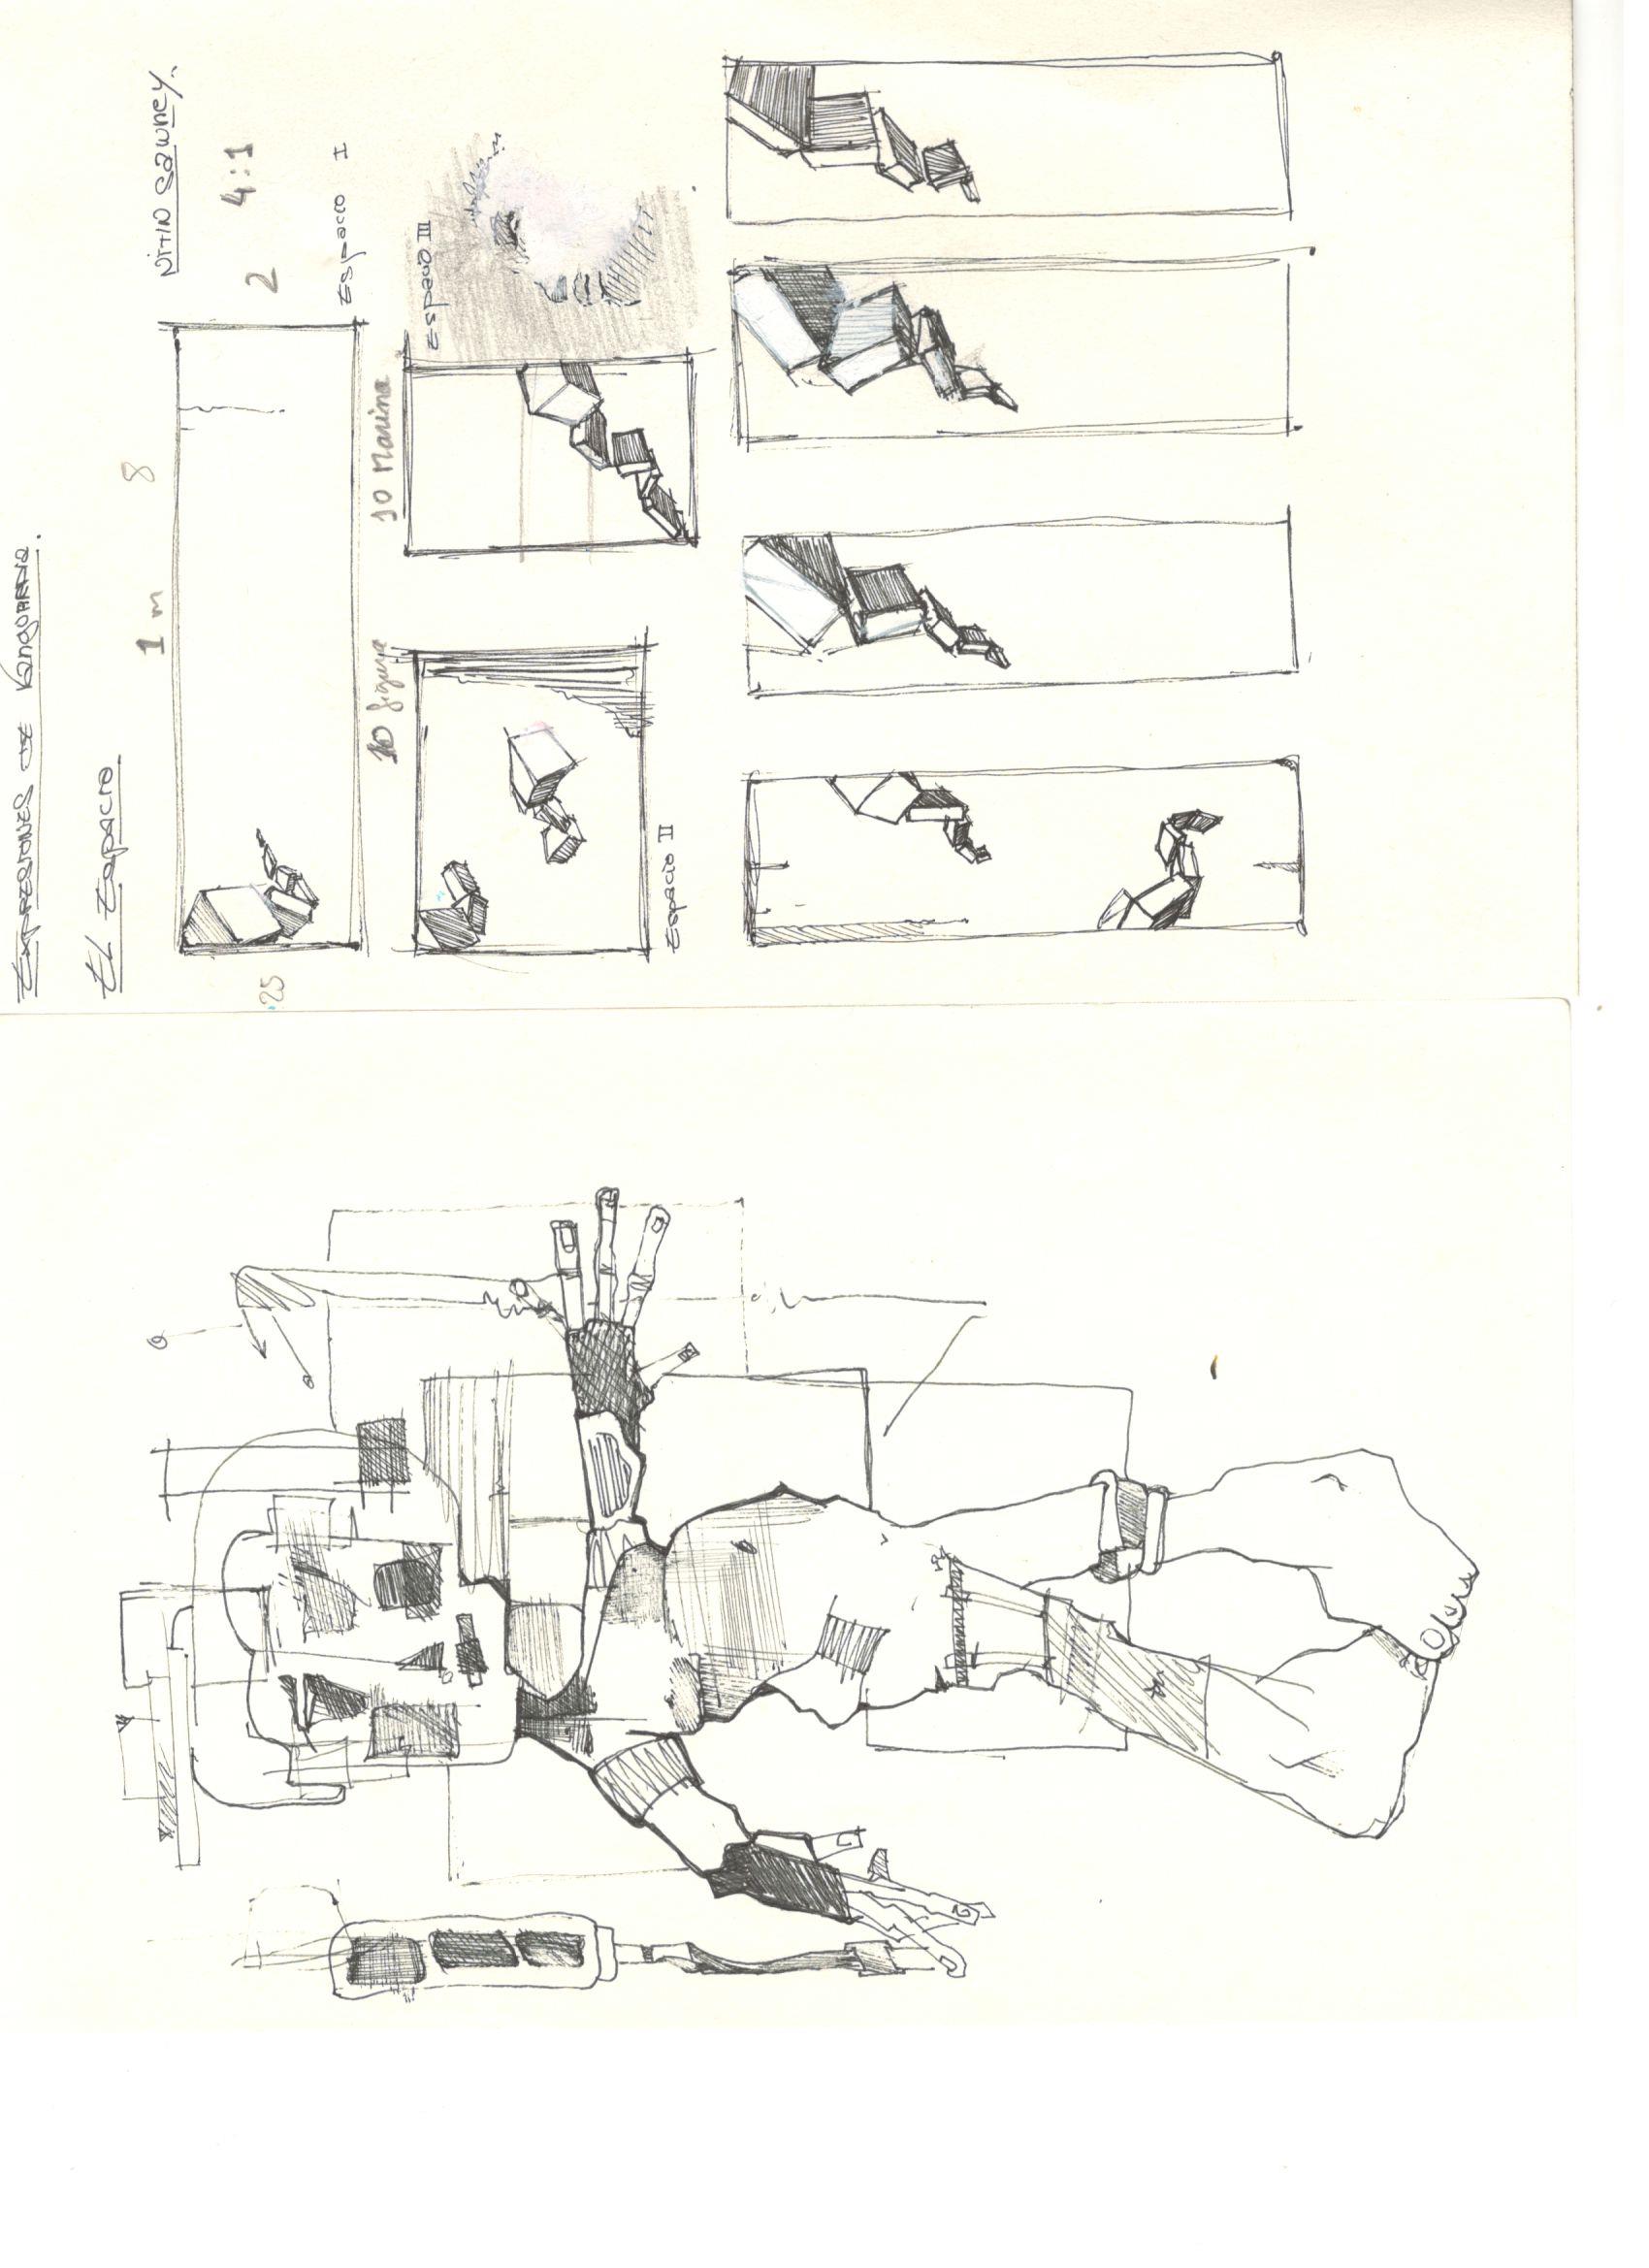 EXPRESIONES DE VANGUARDIA.
EL Espacio
1 m 8
NITIN SAWNEY.
.25
2 4:1
Espacio I
10 figura 10 Marina
Espacio III
Espacio II